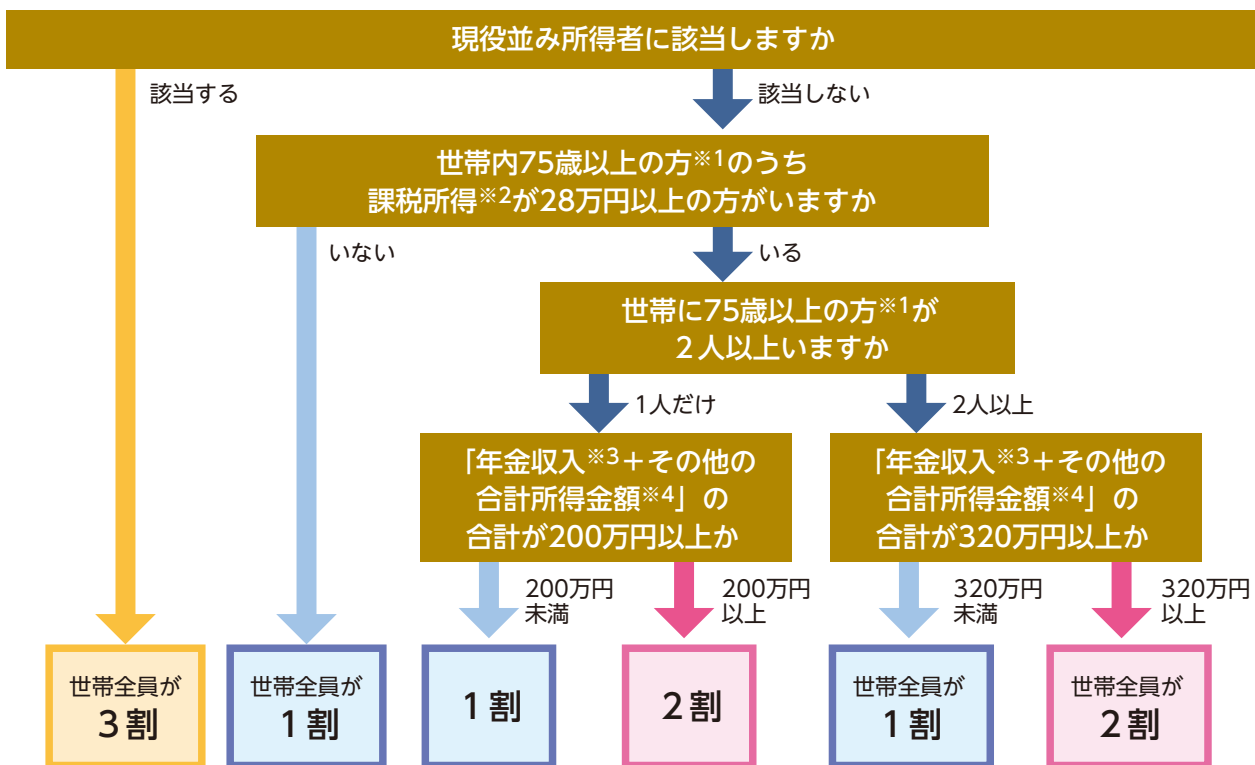 現役並み所得者に該当しますか
該当する
該当しない
世帯内75歳以上の方※1のうち
課税所得※2が28万円以上の方がいますか
いない
いる
世帯に75歳以上の方※1が
２人以上いますか
1人だけ
2人以上
「年金収入※3＋その他の
合計所得金額※4」の
合計が200万円以上か
「年金収入※3＋その他の
合計所得金額※4」の
合計が320万円以上か
200万円
未満
200万円
以上
320万円
未満
320万円
以上
世帯全員が
３割
世帯全員が
１割
１割
２割
世帯全員が
１割
世帯全員が
２割